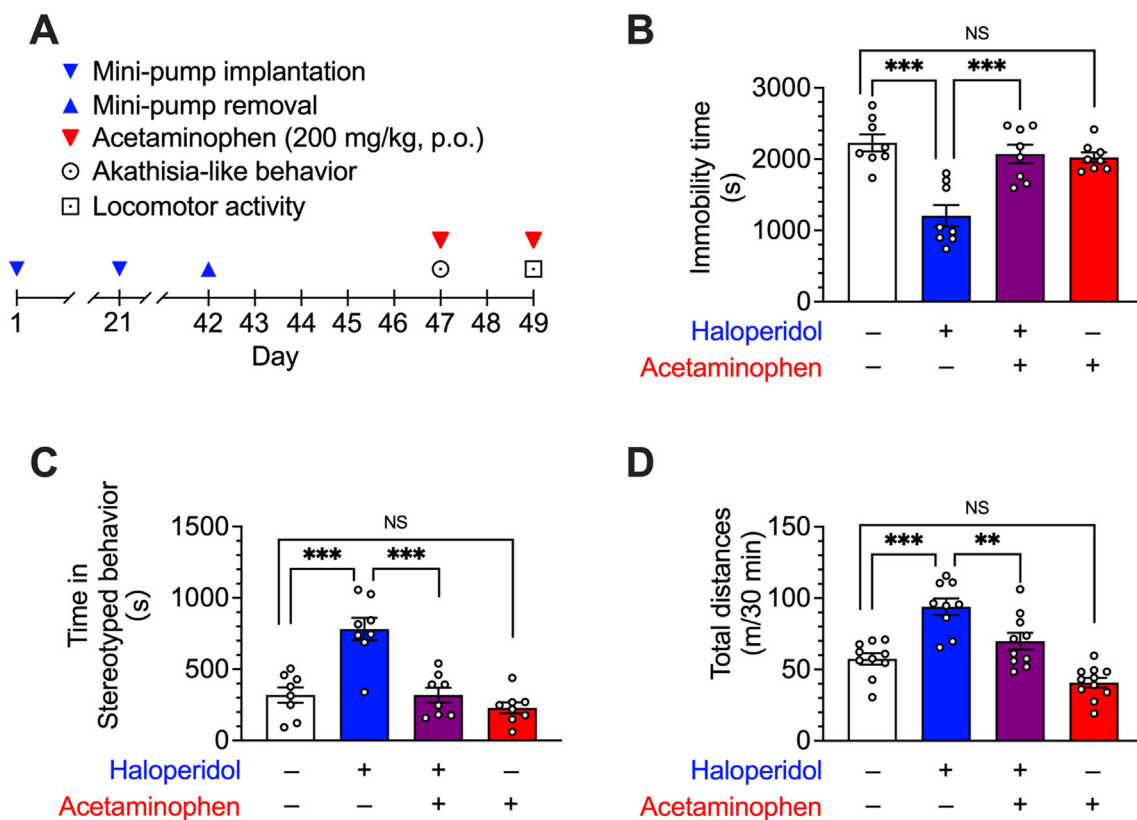 A
Mini-pump implantation
Mini-pump removal
Acetaminophen (200 mg/kg, p.o.)
Akathisia-like behavior
Locomotor activity
1 21 42 43 44 45 46 47 48 49
Day
B
NS
*** ***
3000
2000
1000
0
Immobility time
(s)
Haloperidol – + + –
Acetaminophen – – + +
C
NS
*** ***
1500
1000
500
0
Time in
Stereotyped behavior
(s)
Haloperidol – + + –
Acetaminophen – – + +
D
NS
*** **
150
100
50
0
Total distances
(m/30 min)
Haloperidol – + + –
Acetaminophen – – + +